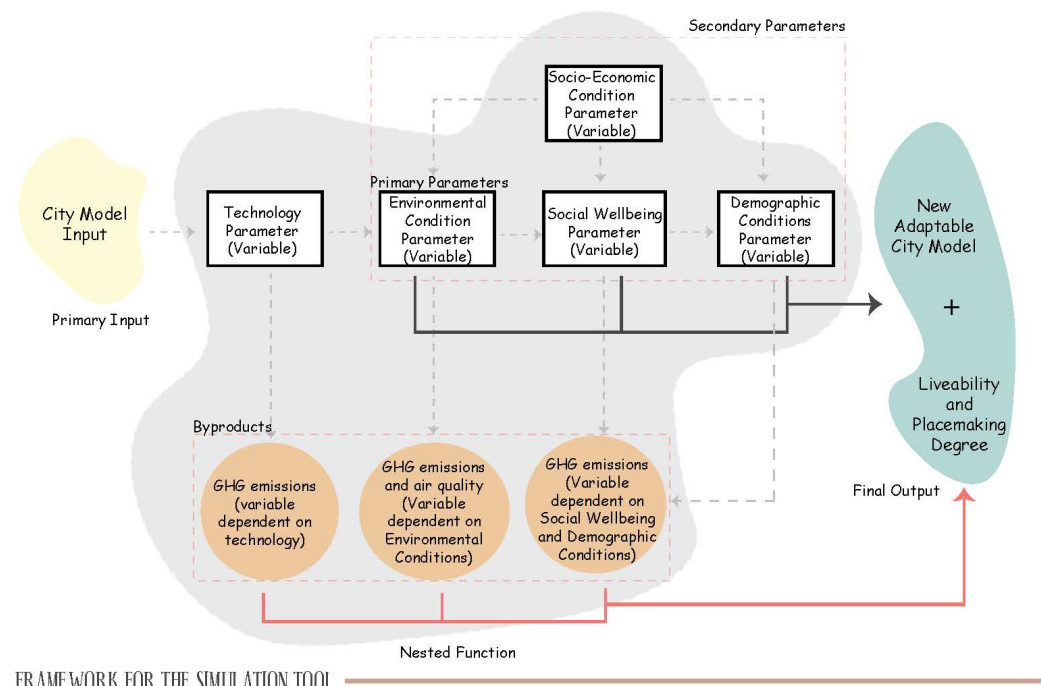 Secondary Parameters
Socio-Economic
Condition
Parameter
(Variable)
Primary Parameters
City Model
Input
Technology
Parameter
(Variable)
Environmental
Condition
Parameter
(Variable)
Social Wellbeing
Parameter
(Variable)
Demographic
Conditions
Parameter
(Variable)
New
Adaptable
City Model
+
Liveability
and
Placemaking
Degree
Primary Input
Byproducts
GHG emissions
(variable
dependent on
technology)
GHG emissions
and air quality
(Variable
dependent on
Environmental
Conditions)
GHG emissions
(Variable
dependent on
Social Wellbeing
and Demographic
Conditions)
Final Output
Nested Function
FRAMEWORK FOR THE SIMULATION TOOL